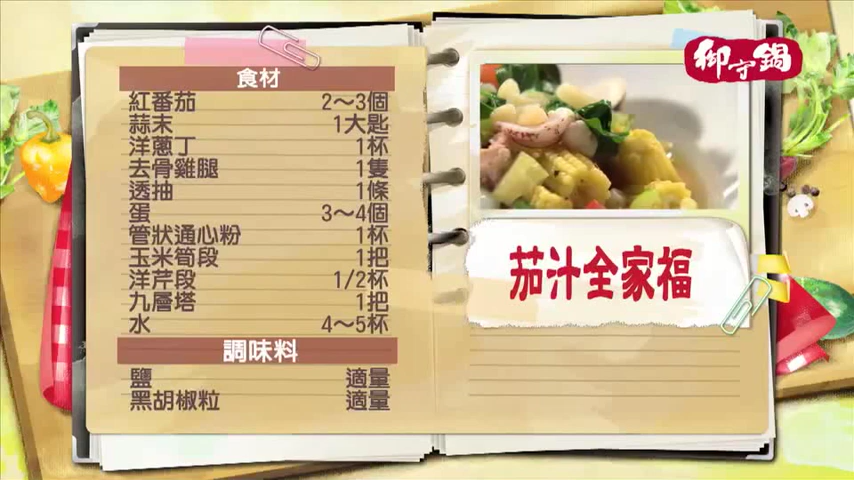 食材
紅番茄 2～3個
蒜末 1大匙
洋蔥丁 1杯
去骨雞腿 1隻
透抽 1條
蛋 3～4個
管狀通心粉 1杯
玉米筍段 1把
洋芹段 1/2杯
九層塔 1把
水 4～5杯
調味料
鹽 適量
黑胡椒粒 適量
御守鍋
茄汁全家福